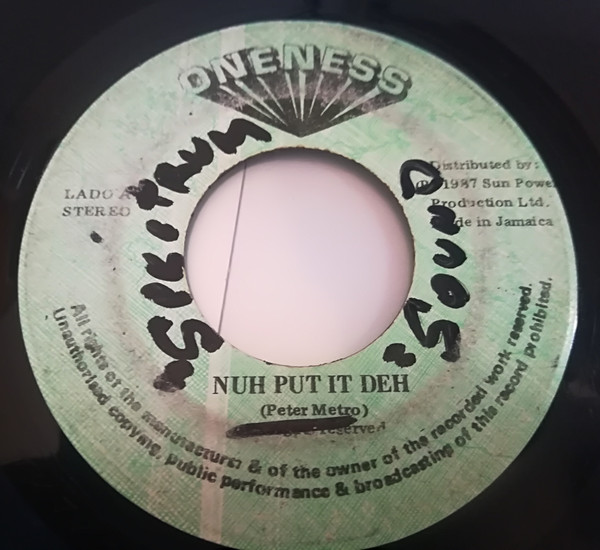 ONENESS
LADO A
STEREO
Distributed by:
(P) 1987 Sun Power
Production Ltd.
Made in Jamaica
"SOUND
NUH PUT IT DEH
(Peter Metro)
reserved
All rights of the manufacturer & of the owner of the recorded work reserved.
Unauthorised copying, public performance & broadcasting of this record prohibited.